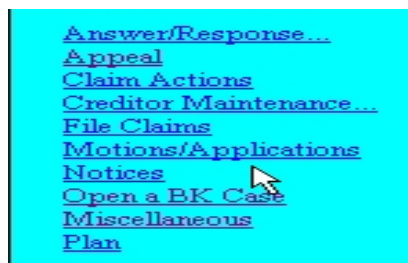 Answer/Response...
Appeal
Claim Actions
Creditor Maintenance...
File Claims
Motions/Applications
Notices
Open a BK Case
Miscellaneous
Plan